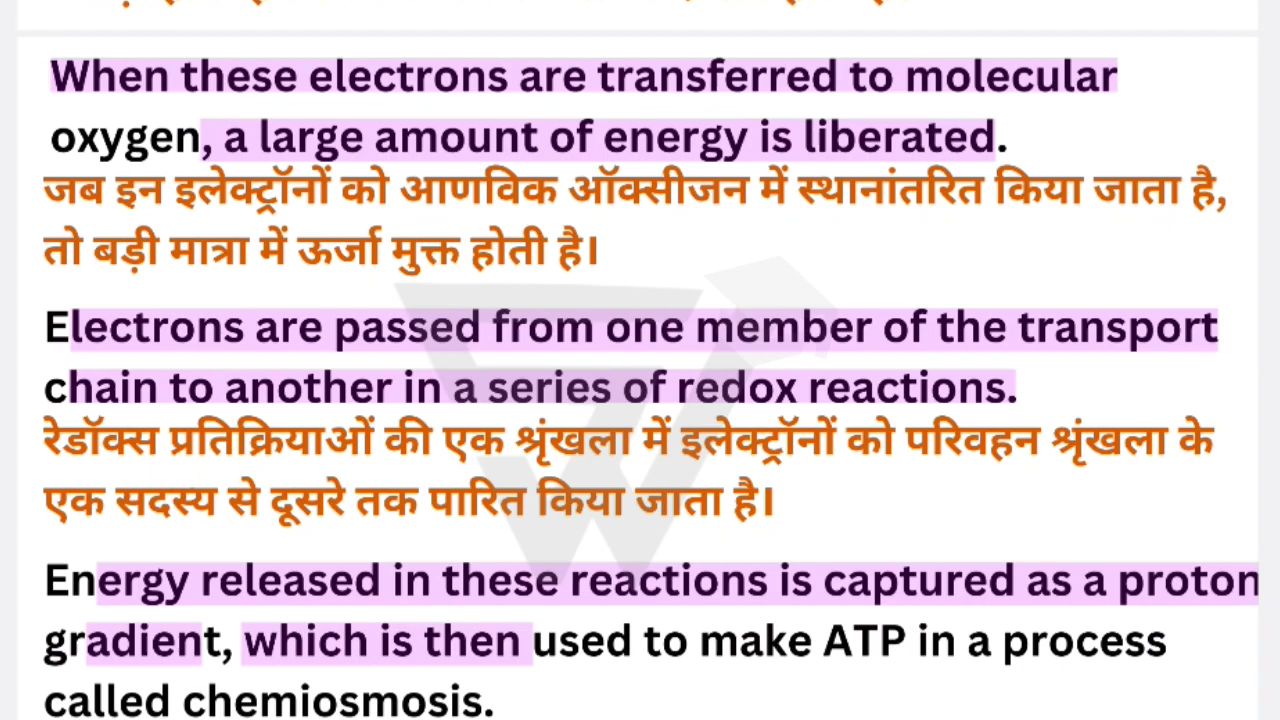 When these electrons are transferred to molecular
oxygen, a large amount of energy is liberated.
जब इन इलेक्ट्रॉनों को आणविक ऑक्सीजन में स्थानांतरित किया जाता है,
तो बड़ी मात्रा में ऊर्जा मुक्त होती है।
Electrons are passed from one member of the transport
chain to another in a series of redox reactions.
रेडॉक्स प्रतिक्रियाओं की एक श्रृंखला में इलेक्ट्रॉनों को परिवहन श्रृंखला के
एक सदस्य से दूसरे तक पारित किया जाता है।
Energy released in these reactions is captured as a proton
gradient, which is then used to make ATP in a process
called chemiosmosis.